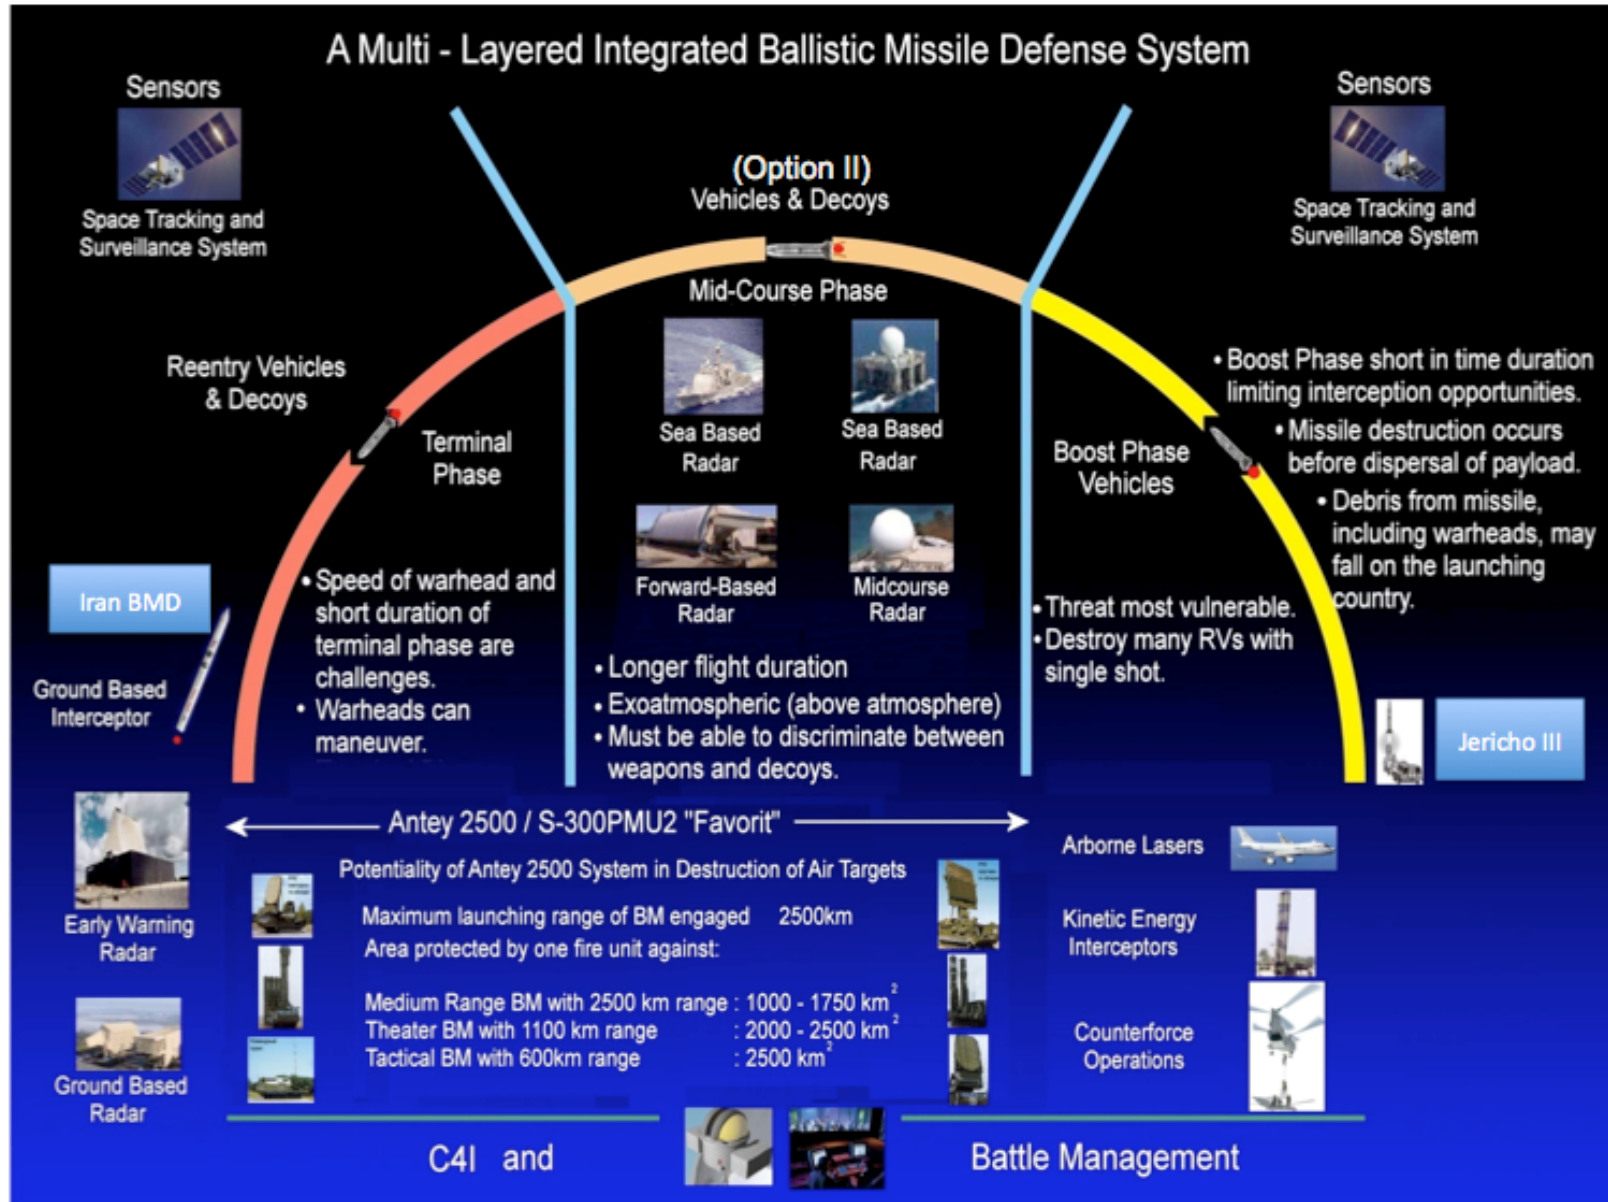 A Multi - Layered Integrated Ballistic Missile Defense System
Sensors
Space Tracking and
Surveillance System
(Option II)
Vehicles & Decoys
Sensors
Space Tracking and
Surveillance System
Mid-Course Phase
Sea Based
Radar
Sea Based
Radar
Forward-Based
Radar
Midcourse
Radar
• Longer flight duration
• Exoatmospheric (above atmosphere)
• Must be able to discriminate between
weapons and decoys.
Reentry Vehicles
& Decoys
Terminal
Phase
• Speed of warhead and
short duration of
terminal phase are
challenges.
• Warheads can
maneuver.
Iran BMD
Ground Based
Interceptor
Boost Phase
Vehicles
• Boost Phase short in time duration
limiting interception opportunities.
• Missile destruction occurs
before dispersal of payload.
• Debris from missile,
including warheads, may
fall on the launching
country.
• Threat most vulnerable.
• Destroy many RVs with
single shot.
Jericho III
Early Warning
Radar
Ground Based
Radar
Antey 2500 / S-300PMU2 "Favorit"
Potentiality of Antey 2500 System in Destruction of Air Targets
Maximum launching range of BM engaged 2500km
Area protected by one fire unit against:
Medium Range BM with 2500 km range : 1000 - 1750 km²
Theater BM with 1100 km range : 2000 - 2500 km²
Tactical BM with 600km range : 2500 km²
Arborne Lasers
Kinetic Energy
Interceptors
Counterforce
Operations
C4I and
Battle Management